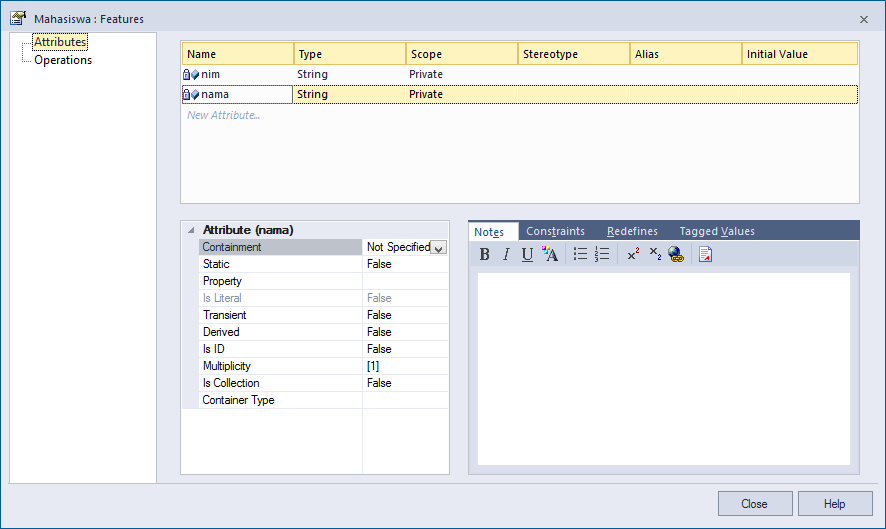 Mahasiswa : Features
Attributes
Operations
Name Type Scope Stereotype Alias Initial Value
nim String Private
nama String Private
New Attribute...
Attribute (nama)
Containment Not Specified
Static False
Property
Is Literal False
Transient False
Derived False
Is ID False
Multiplicity [1]
Is Collection False
Container Type
Notes Constraints Redefines Tagged Values
B I U A x² x₂
Close Help